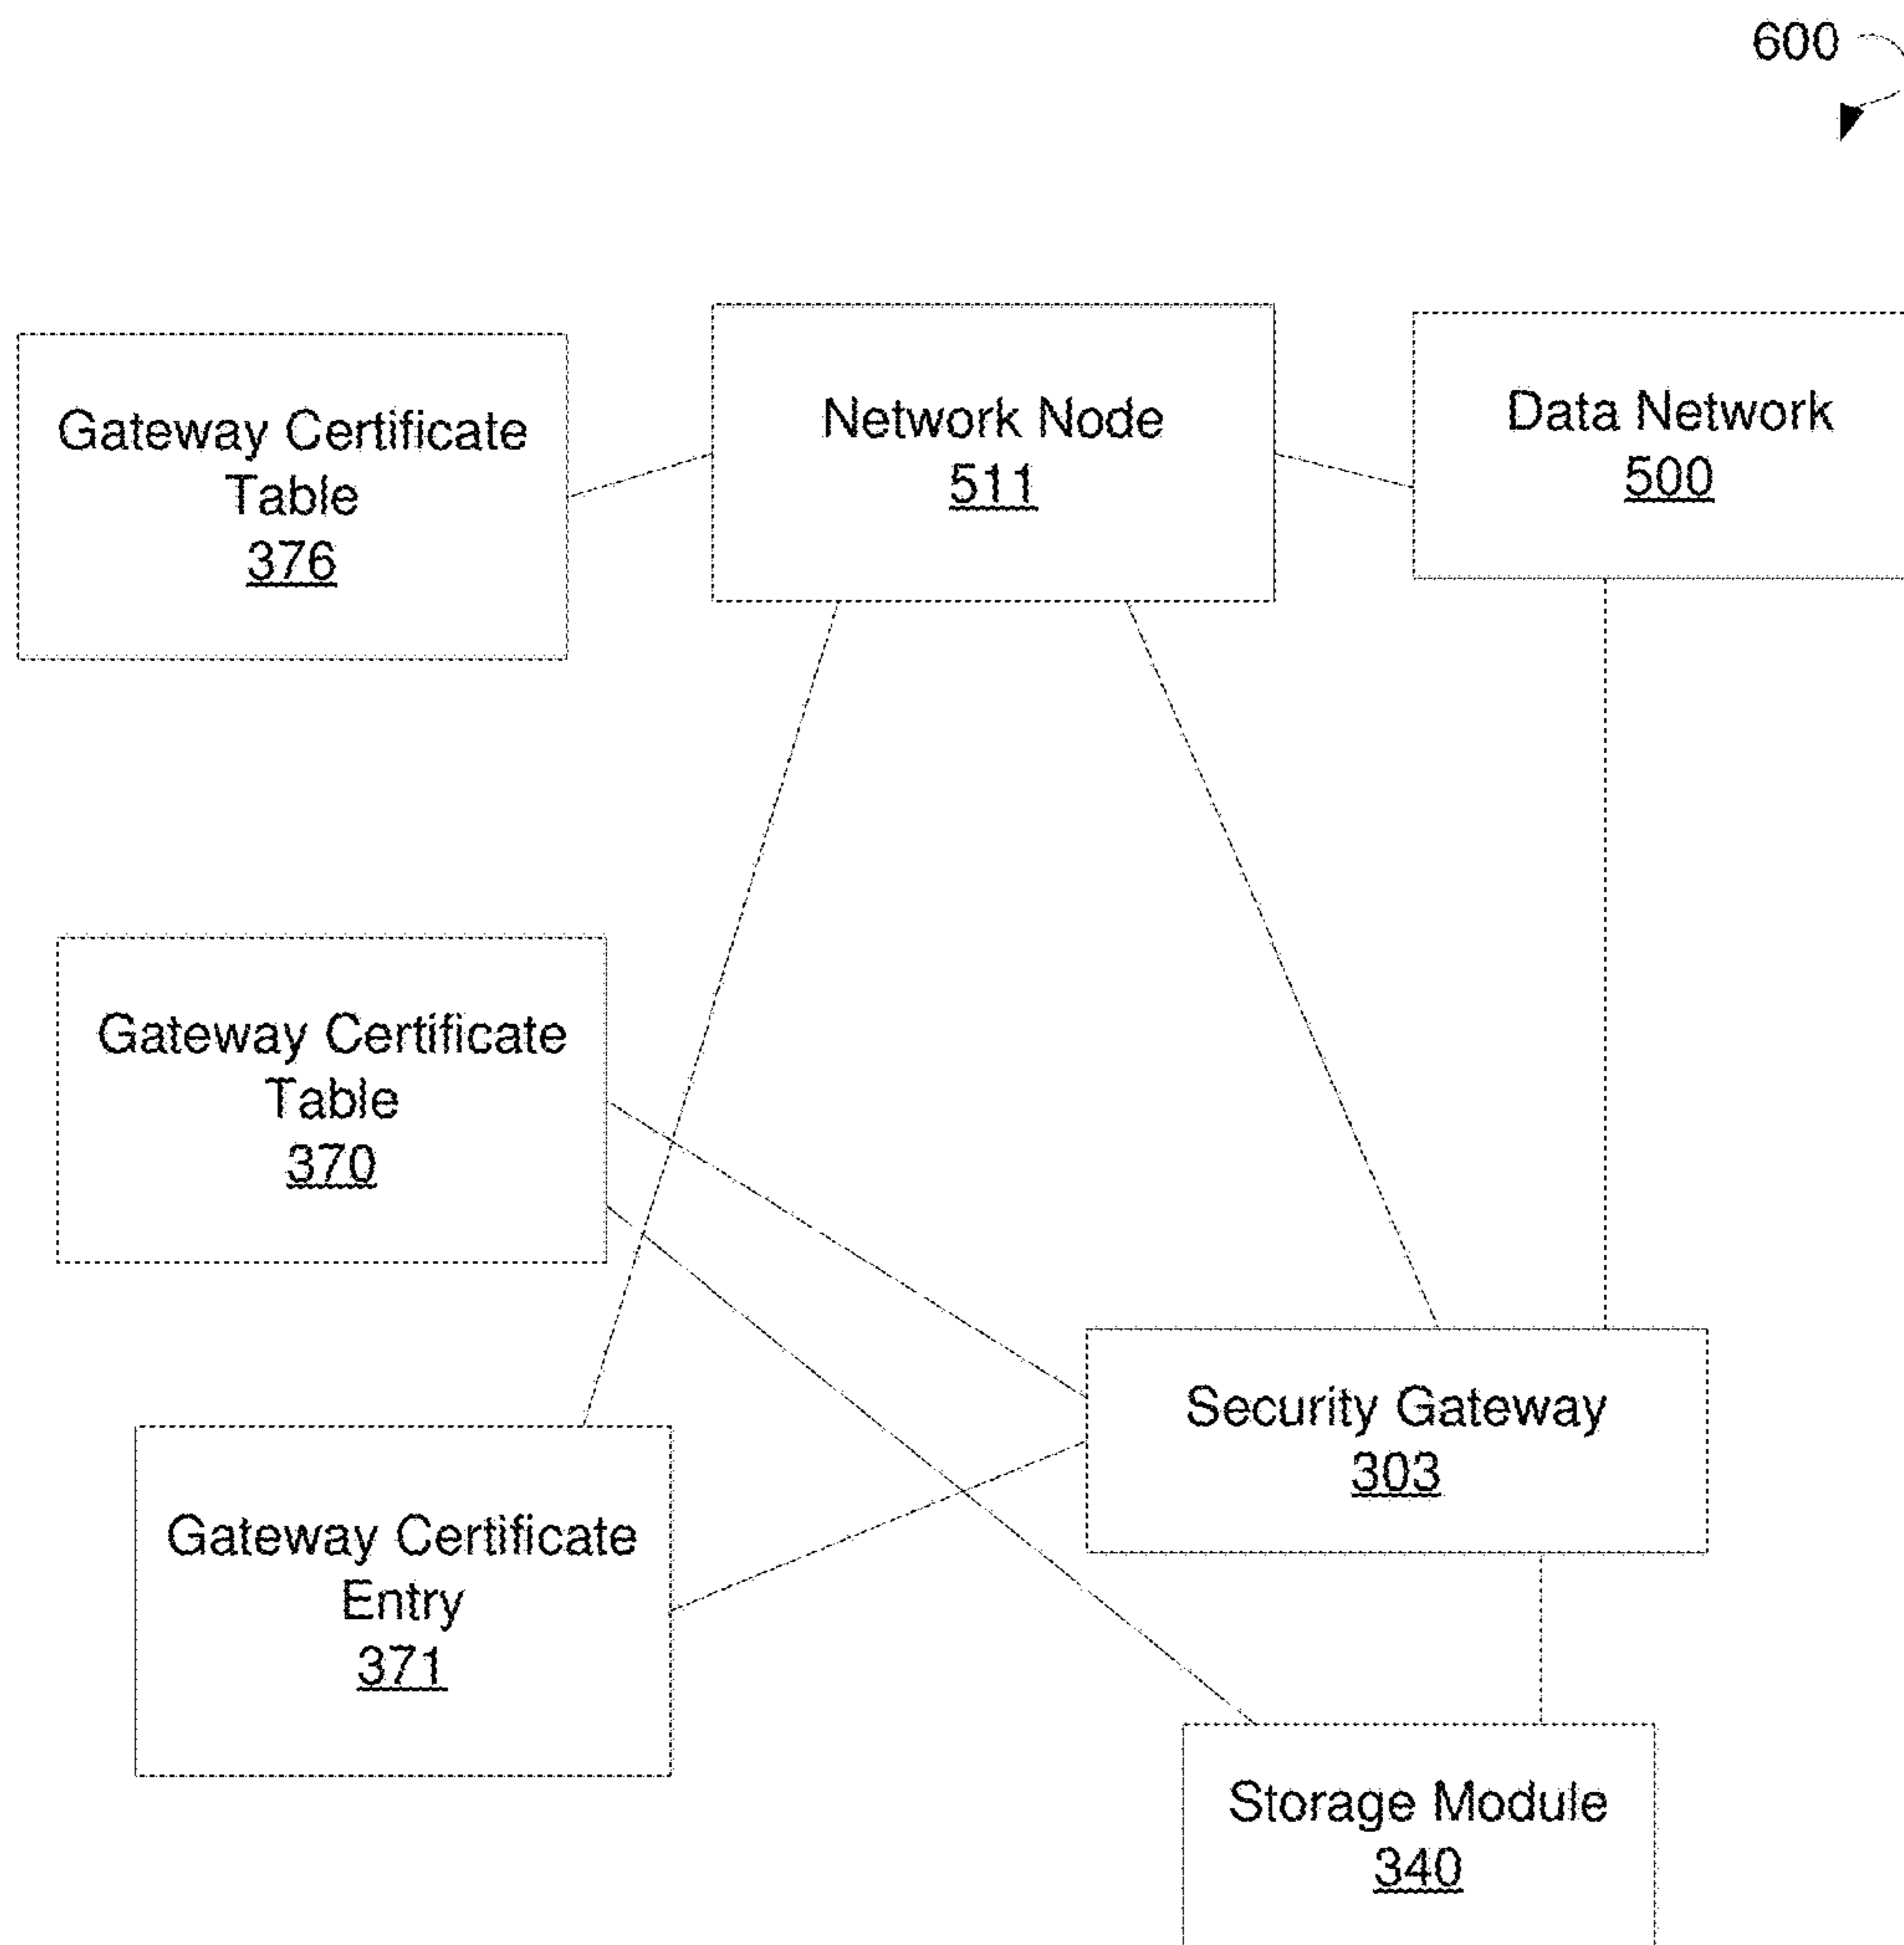 600
Gateway Certificate
Table
376
Network Node
511
Data Network
500
Gateway Certificate
Table
370
Security Gateway
303
Gateway Certificate
Entry
371
Storage Module
340